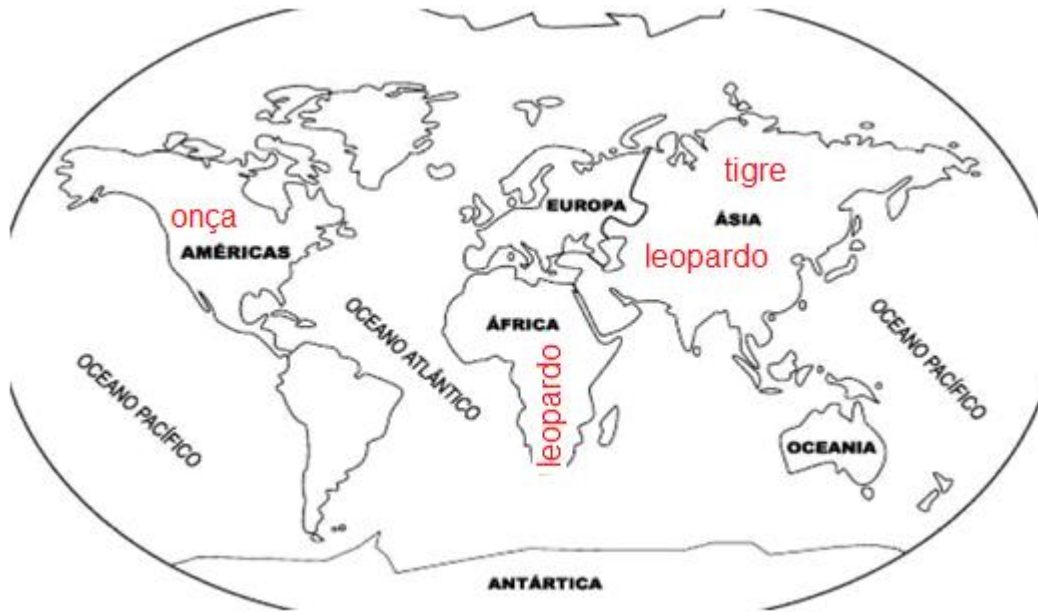 tigre
onça
EUROPA
ÁSIA
AMÉRICAS
leopardo
OCEANO ATLÂNTICO
ÁFRICA
leopardo
OCEANO PACÍFICO
OCEANO PACÍFICO
OCEANIA
ANTÁRTICA